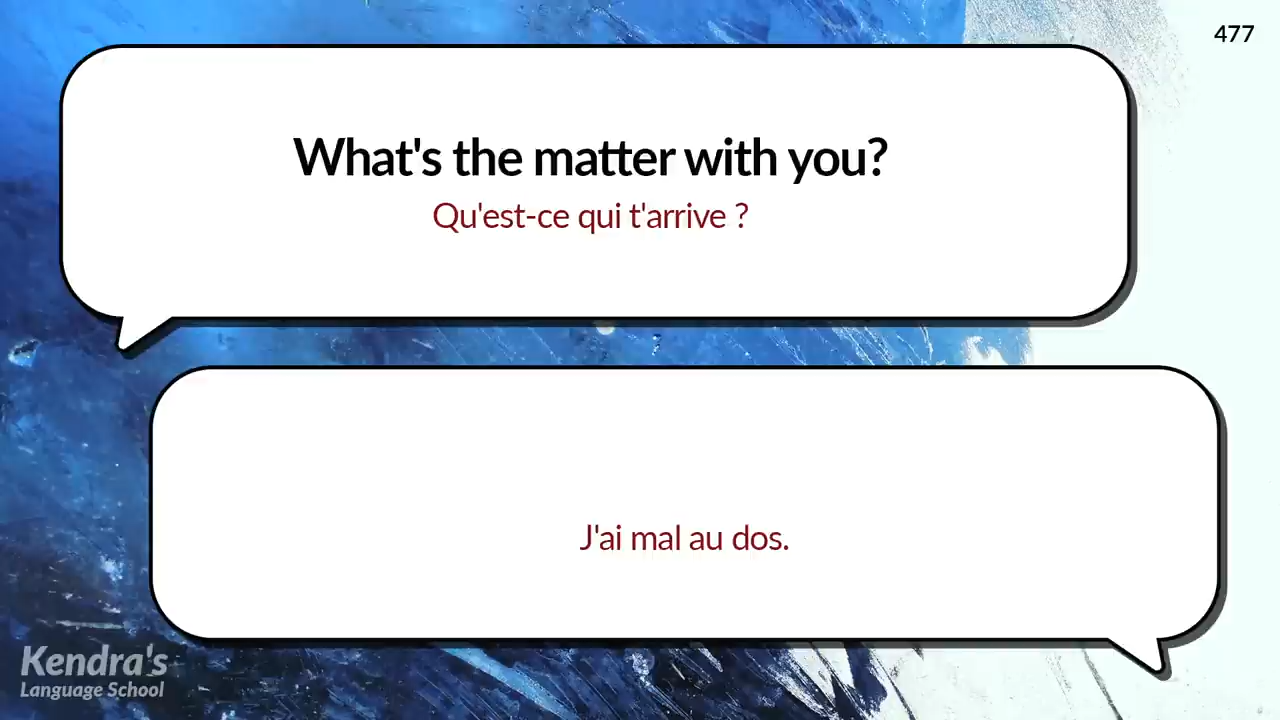 477
What's the matter with you?
Qu'est-ce qui t'arrive ?
J'ai mal au dos.
Kendra's
Language School